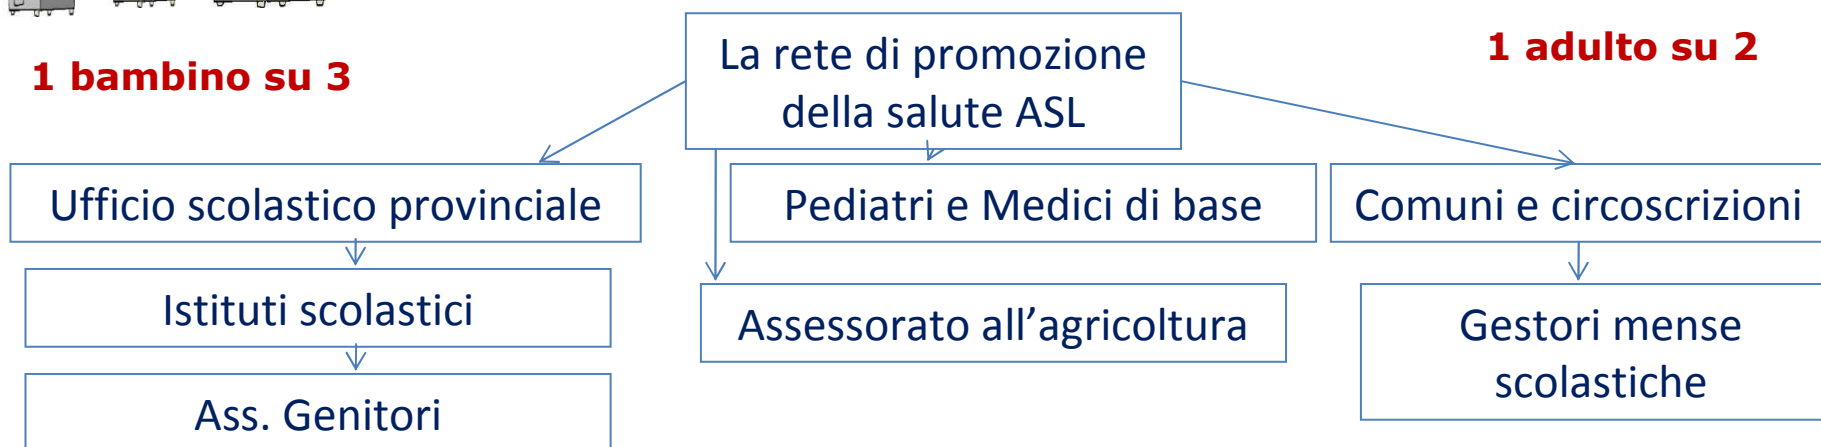 1 bambino su 3
La rete di promozione
della salute ASL
1 adulto su 2
Ufficio scolastico provinciale
Pediatri e Medici di base
Comuni e circoscrizioni
Istituti scolastici
Assessorato all’agricoltura
Gestori mense
scolastiche
Ass. Genitori